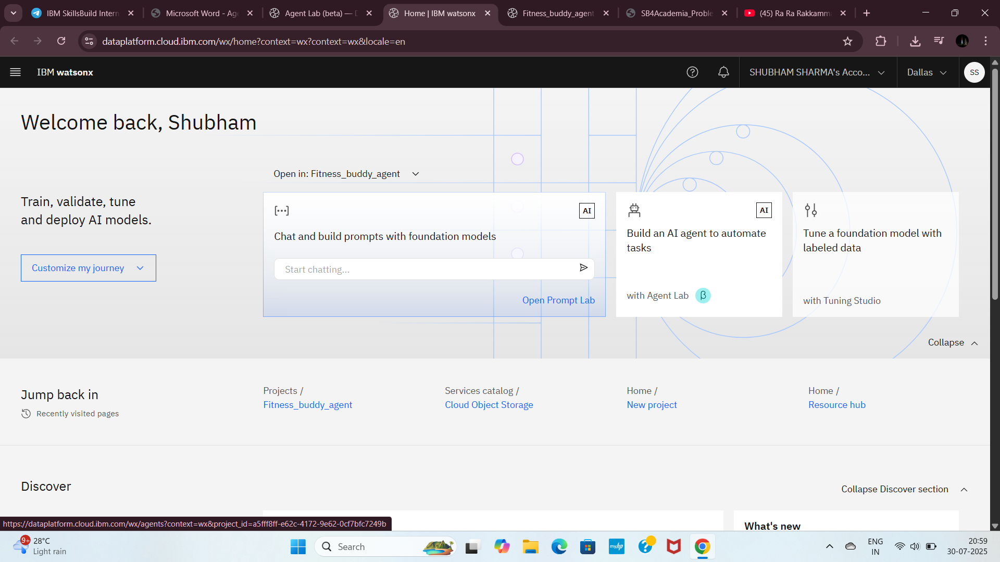 IBM SkillsBuild Intern
Microsoft Word - Age
Agent Lab (beta) — D
Home | IBM watsonx
Fitness_buddy_agent
SB4Academia_Proble
(45) Ra Ra Rakkamma
dataplatform.cloud.ibm.com/wx/home?context=wx?context=wx&locale=en
IBM watsonx
SHUBHAM SHARMA's Acco...
Dallas
SS
Welcome back, Shubham
Open in: Fitness_buddy_agent
Train, validate, tune
and deploy AI models.
Customize my journey
AI
Chat and build prompts with foundation models
Start chatting...
Open Prompt Lab
AI
Build an AI agent to automate
tasks
with Agent Lab β
Tune a foundation model with
labeled data
with Tuning Studio
Collapse
Jump back in
Recently visited pages
Projects /
Fitness_buddy_agent
Services catalog /
Cloud Object Storage
Home /
New project
Home /
Resource hub
Discover
Collapse Discover section
What's new
https://dataplatform.cloud.ibm.com/wx/agents?context=wx&project_id=a5fff8ff-e62c-4172-9e62-0cf7bfc7249b
9+
28°C
Light rain
Search
myhp
ENG
IN
20:59
30-07-2025